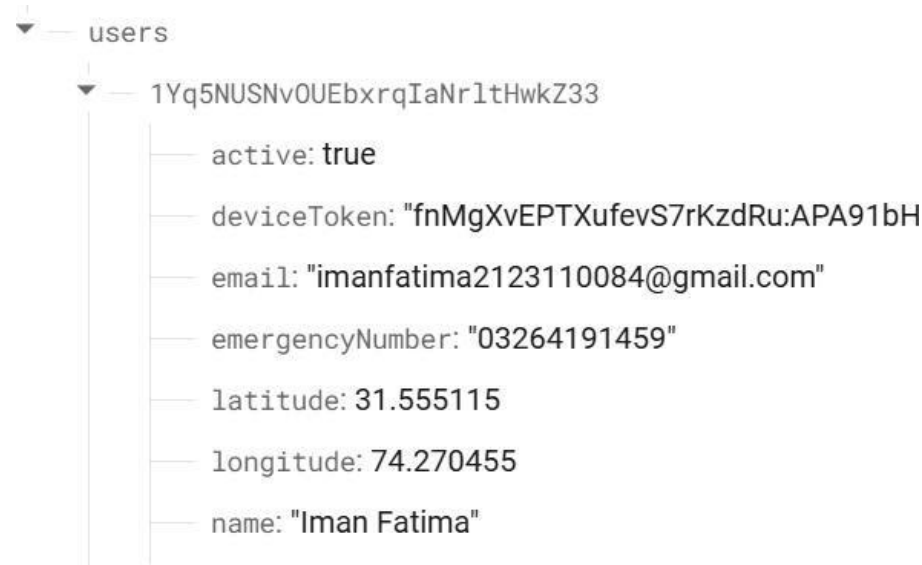 users
1Yq5NUSNvOUEbxrqIaNrltHwkZ33
active: true
deviceToken: "fnMgXvEPTXufevS7rKzdRu:APA91bH
email: "imanfatima2123110084@gmail.com"
emergencyNumber: "03264191459"
latitude: 31.555115
longitude: 74.270455
name: "Iman Fatima"